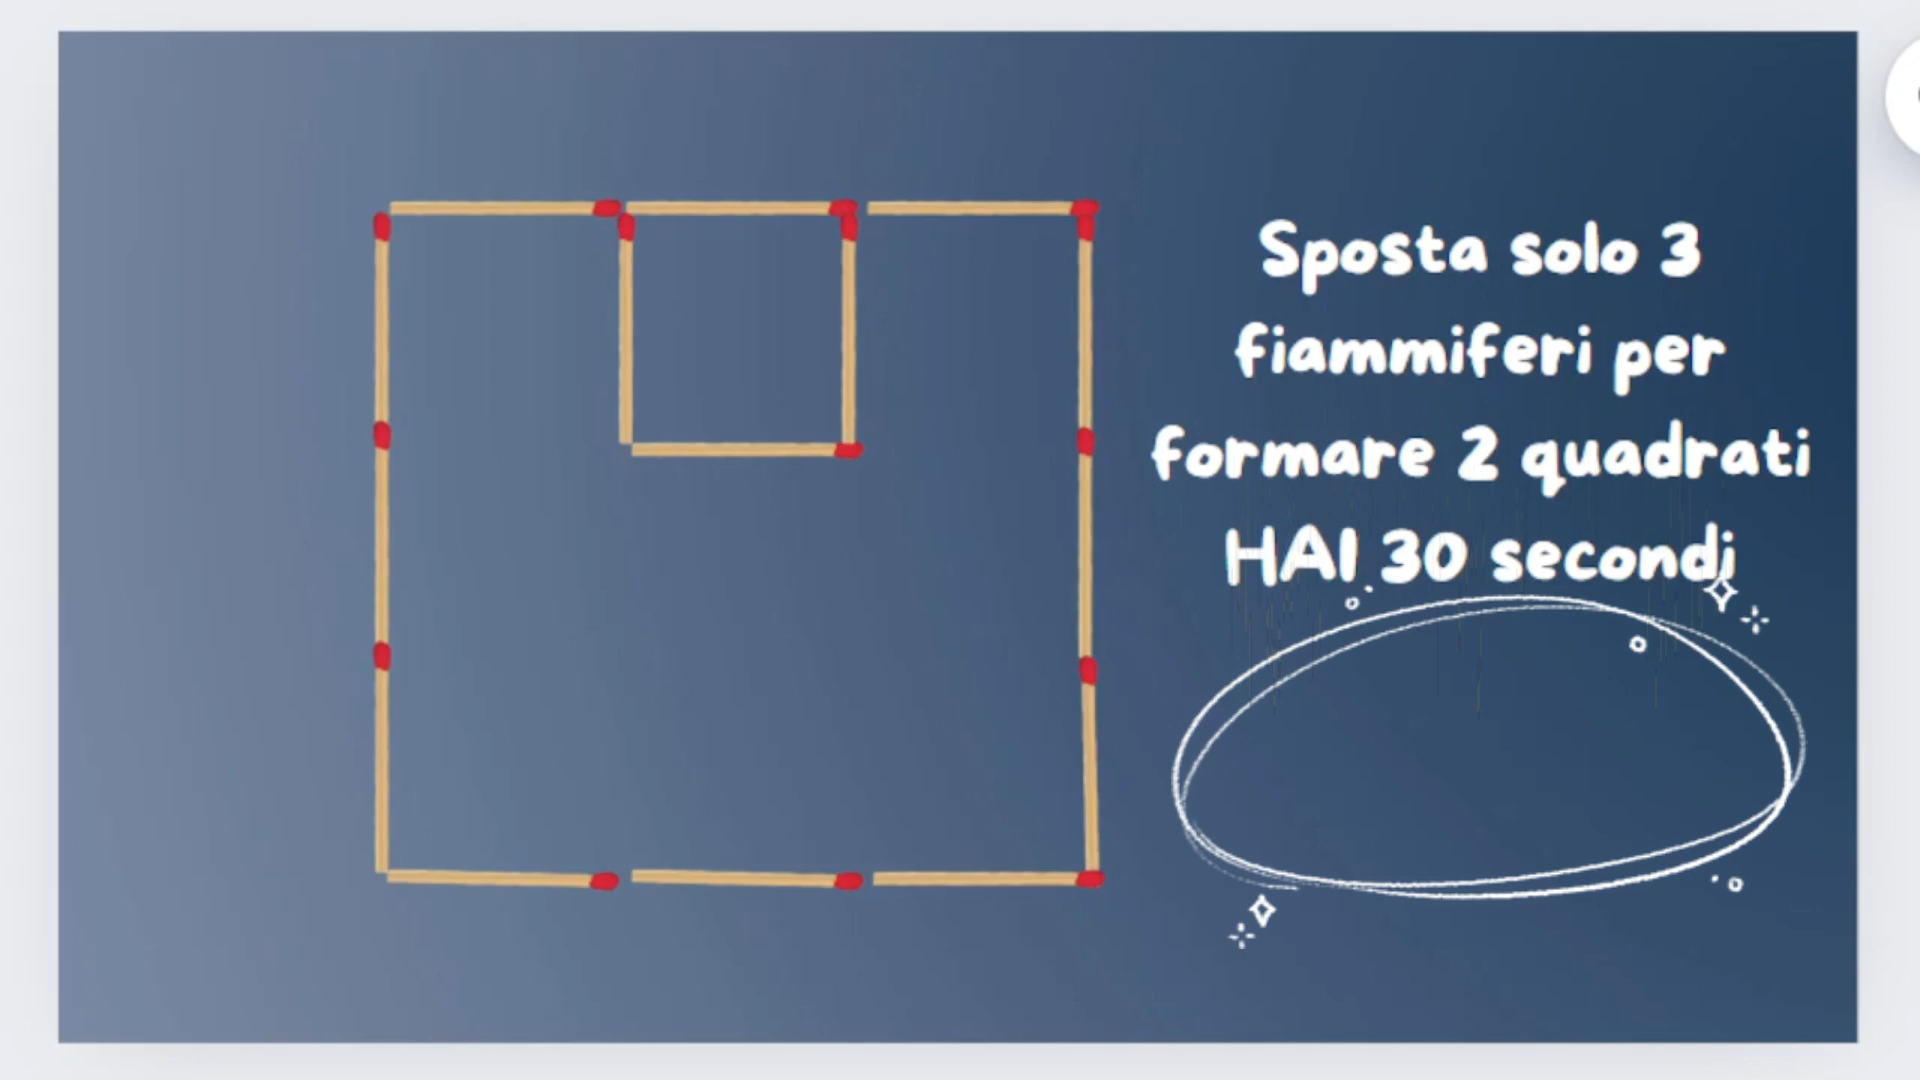 Sposta solo 3
fiammiferi per
formare 2 quadrati
HAI 30 secondi